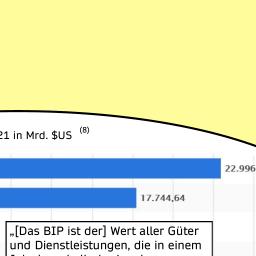 21 in Mrd. $US (8)
22.996
17.744,64
„[Das BIP ist der] Wert aller Güter
und Dienstleistungen, die in einem